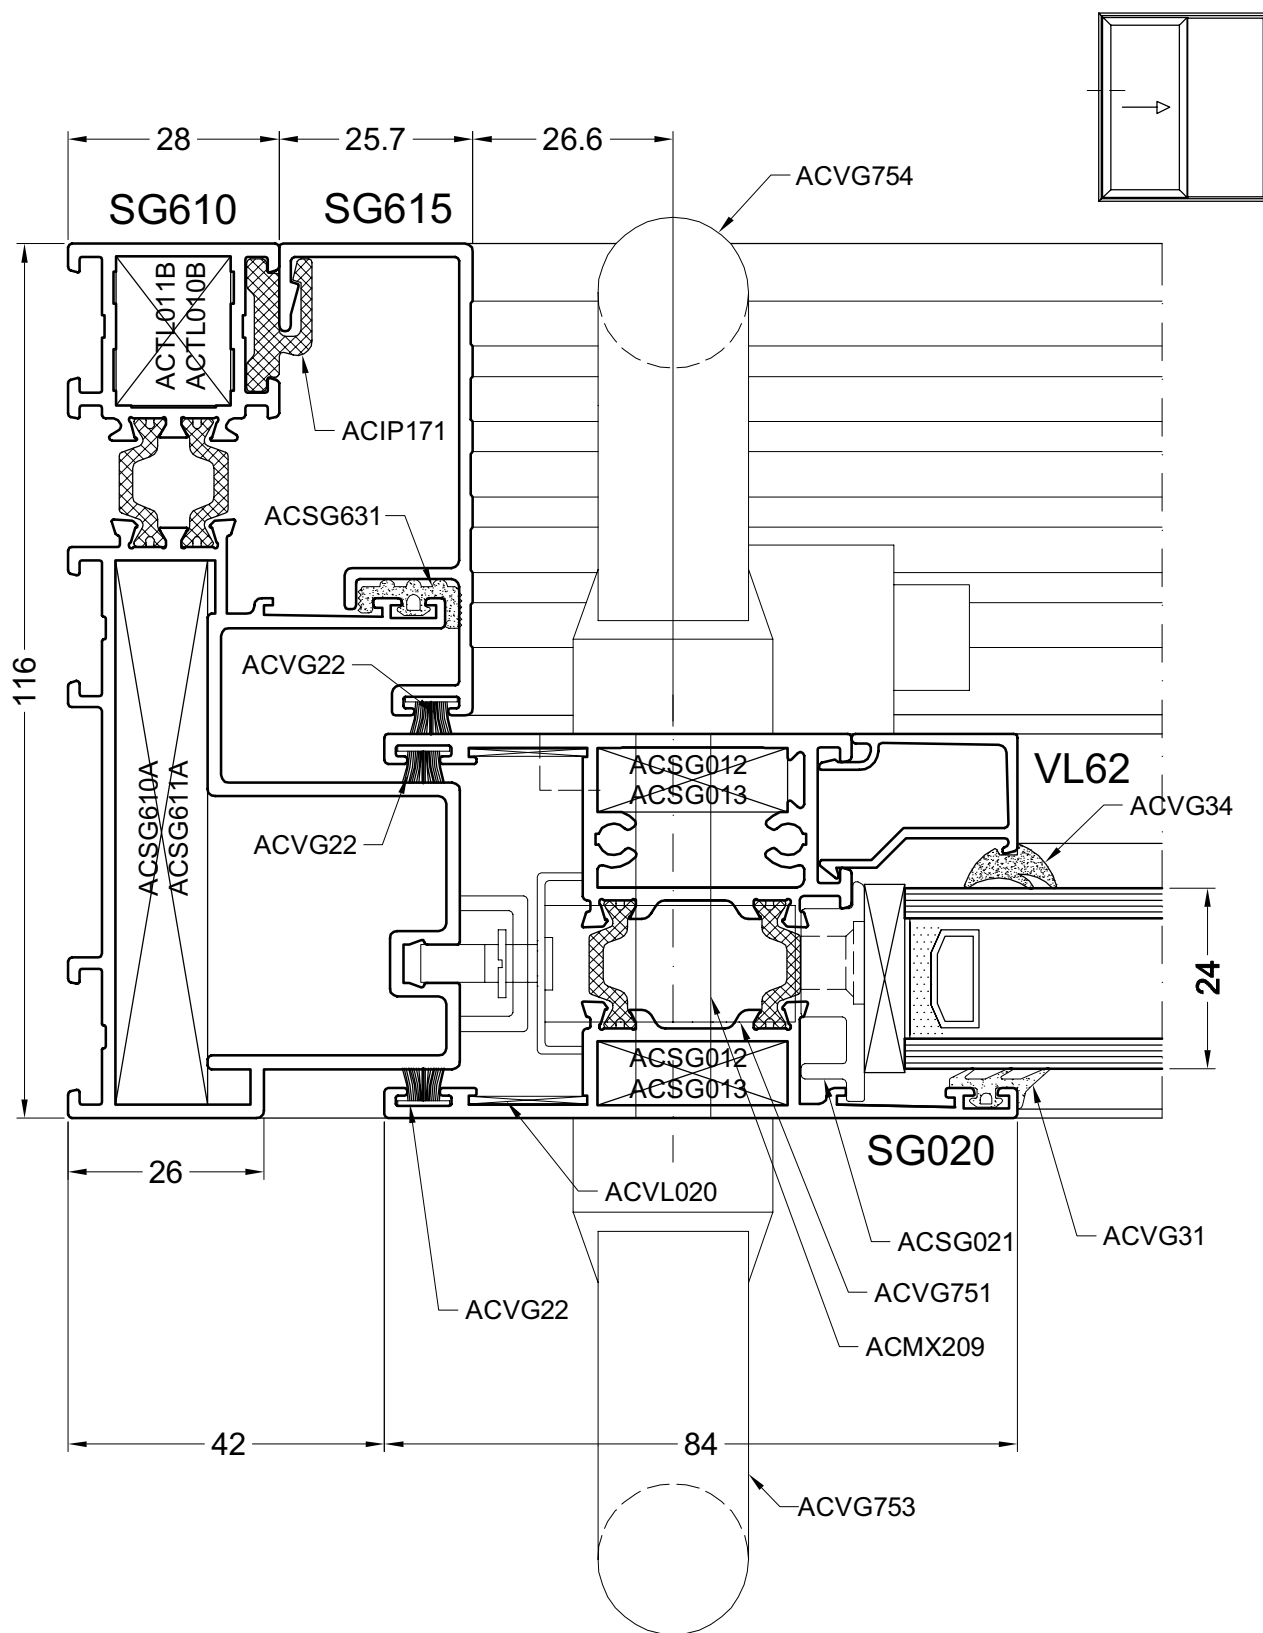 28
25.7
26.6
ACVG754
SG610
SG615
ACTL011B
ACTL010B
ACIP171
ACSG631
116
ACVG22
ACSG012
ACSG013
VL62
ACVG34
ACSG610A
ACSG611A
ACVG22
24
ACSG012
ACSG013
SG020
26
ACVL020
ACSG021
ACVG31
ACVG751
ACVG22
ACMX209
42
84
ACVG753